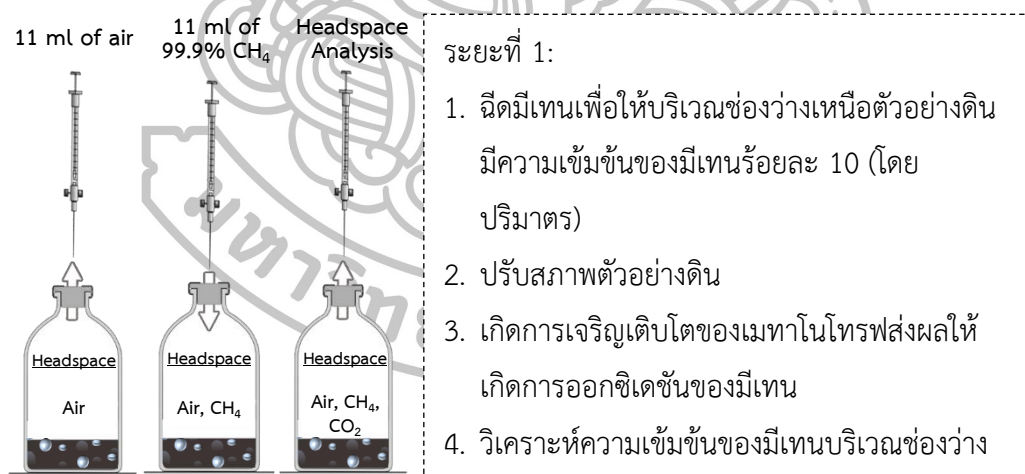 11 ml of air
11 ml of
99.9% CH₄
Headspace
Analysis
Headspace
Air
Headspace
Air, CH₄
Headspace
Air, CH₄,
CO₂
ระยะที่ 1:
1. ฉีดมีเทนเพื่อให้บริเวณช่องว่างเหนือตัวอย่างดิน
มีความเข้มข้นของมีเทนร้อยละ 10 (โดย
ปริมาตร)
2. ปรับสภาพตัวอย่างดิน
3. เกิดการเจริญเติบโตของเมทาโนโทรฟส่งผลให้
เกิดการออกซิเดชันของมีเทน
4. วิเคราะห์ความเข้มข้นของมีเทนบริเวณช่องว่าง